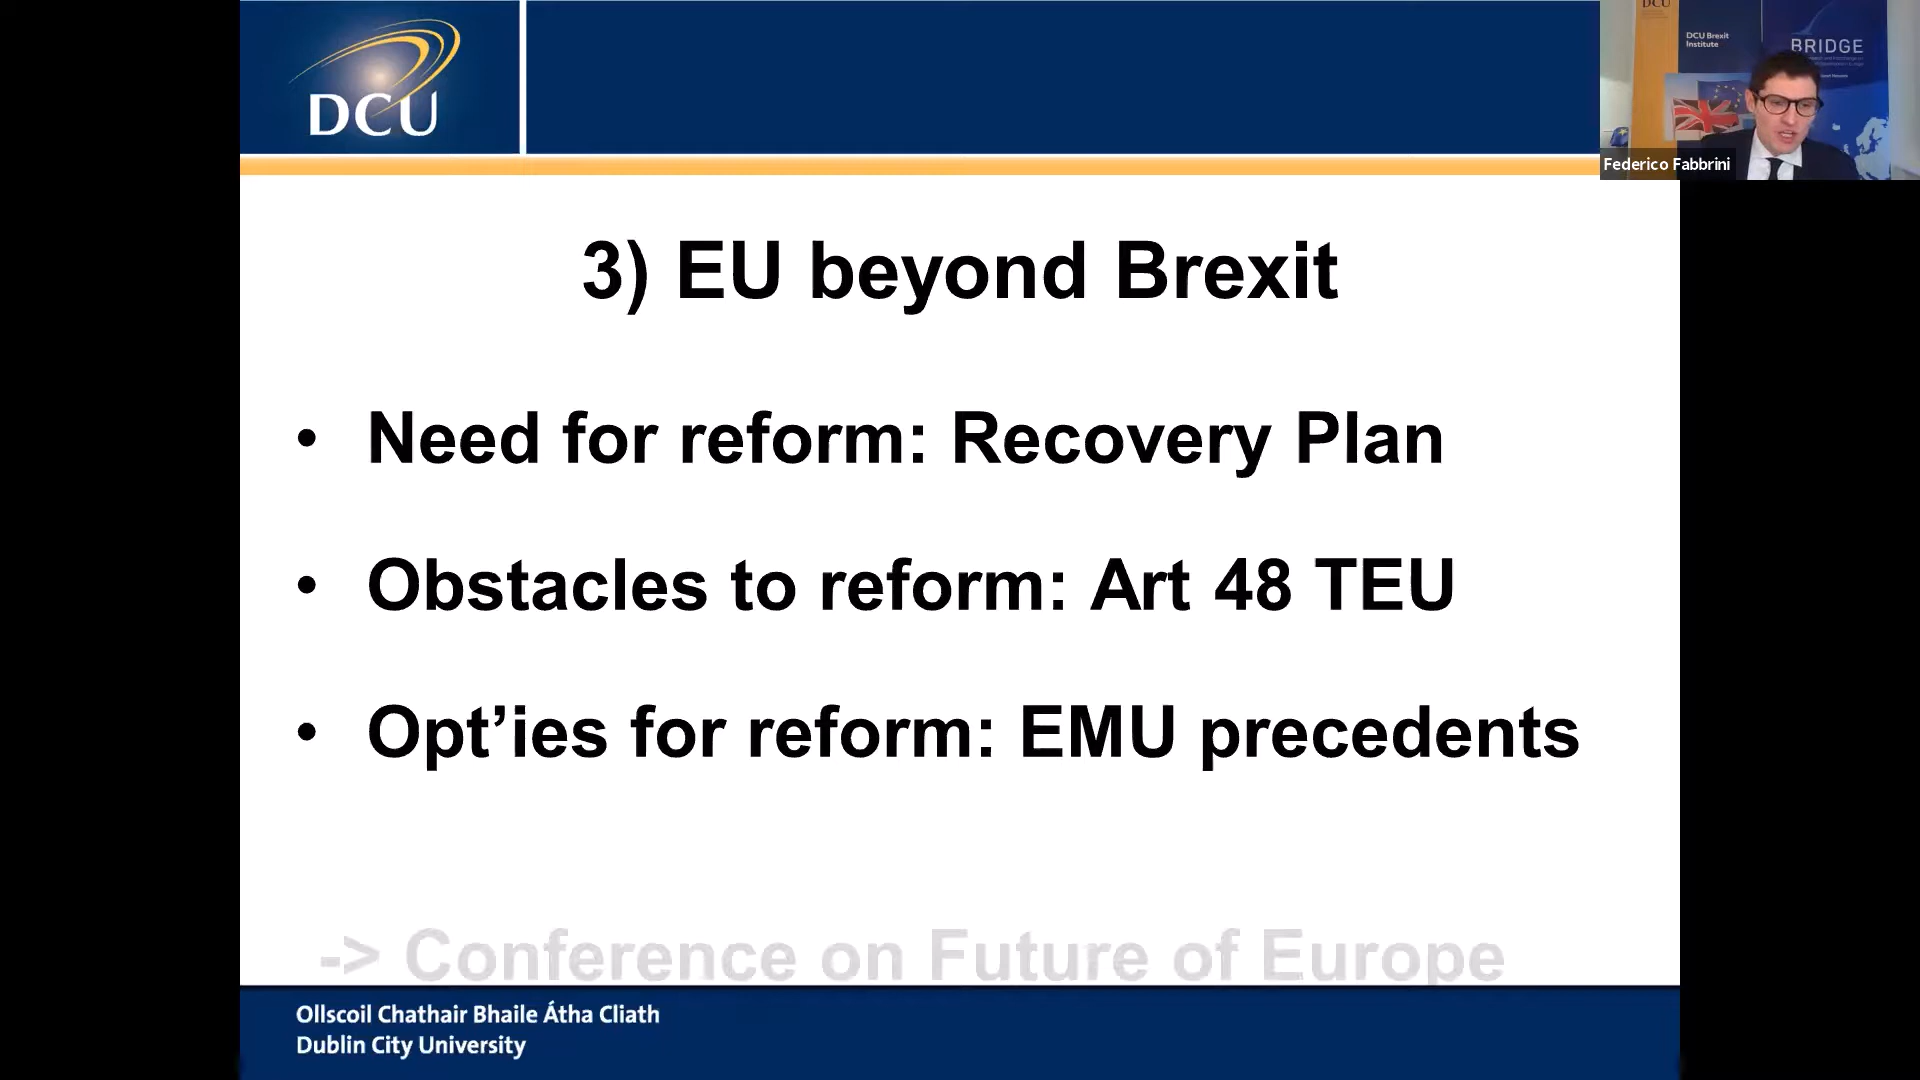 DCU
DCU
DCU Brexit
Institute
BRIDGE
Federico Fabbrini
3) EU beyond Brexit
• Need for reform: Recovery Plan
• Obstacles to reform: Art 48 TEU
• Opt’ies for reform: EMU precedents
-> Conference on Future of Europe
Ollscoil Chathair Bhaile Átha Cliath
Dublin City University